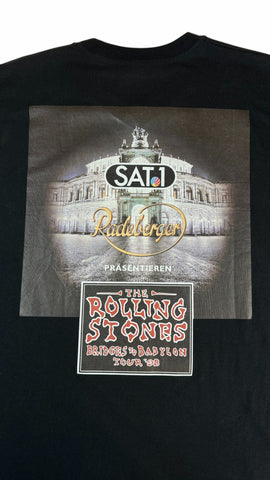 SAT.1
Radeberger
PRÄSENTIEREN
THE
ROLLING
STONES
BRIDGES TO BABYLON
TOUR '98